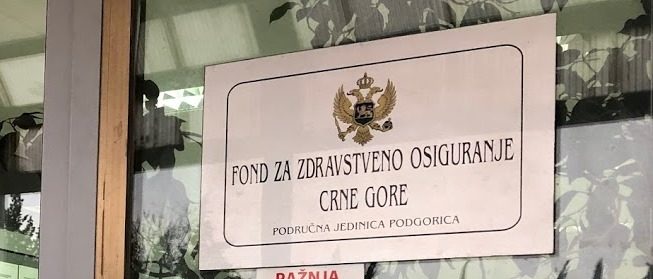 FOND ZA ZDRAVSTVENO OSIGURANJE
CRNE GORE
PODRUČNA JEDINICA PODGORICA
PAŽNJA